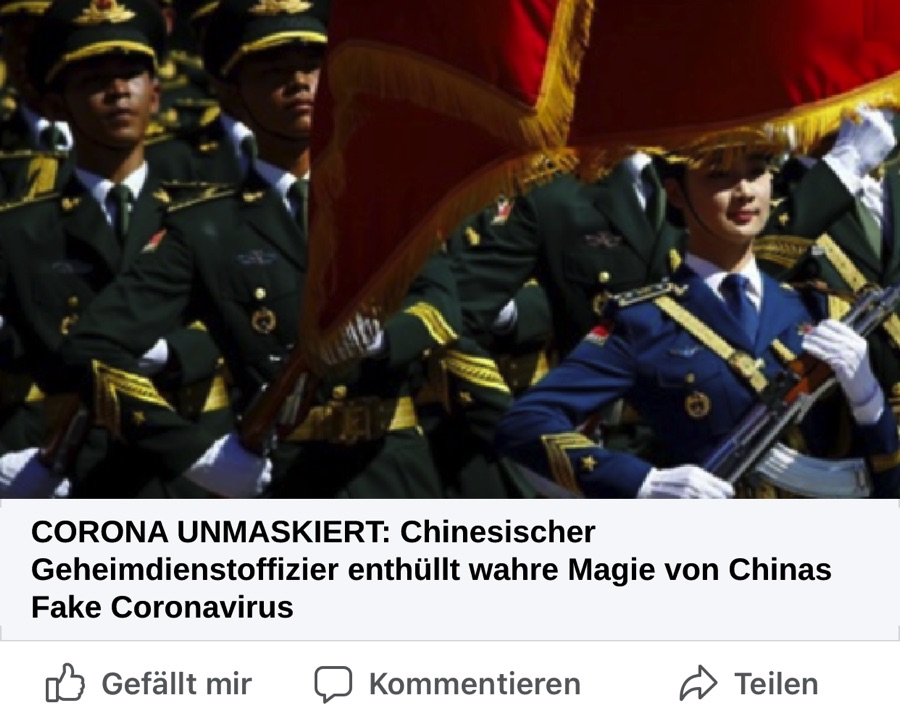 CORONA UNMASKIERT: Chinesischer
Geheimdienstoffizier enthüllt wahre Magie von Chinas
Fake Coronavirus
Gefällt mir Kommentieren Teilen